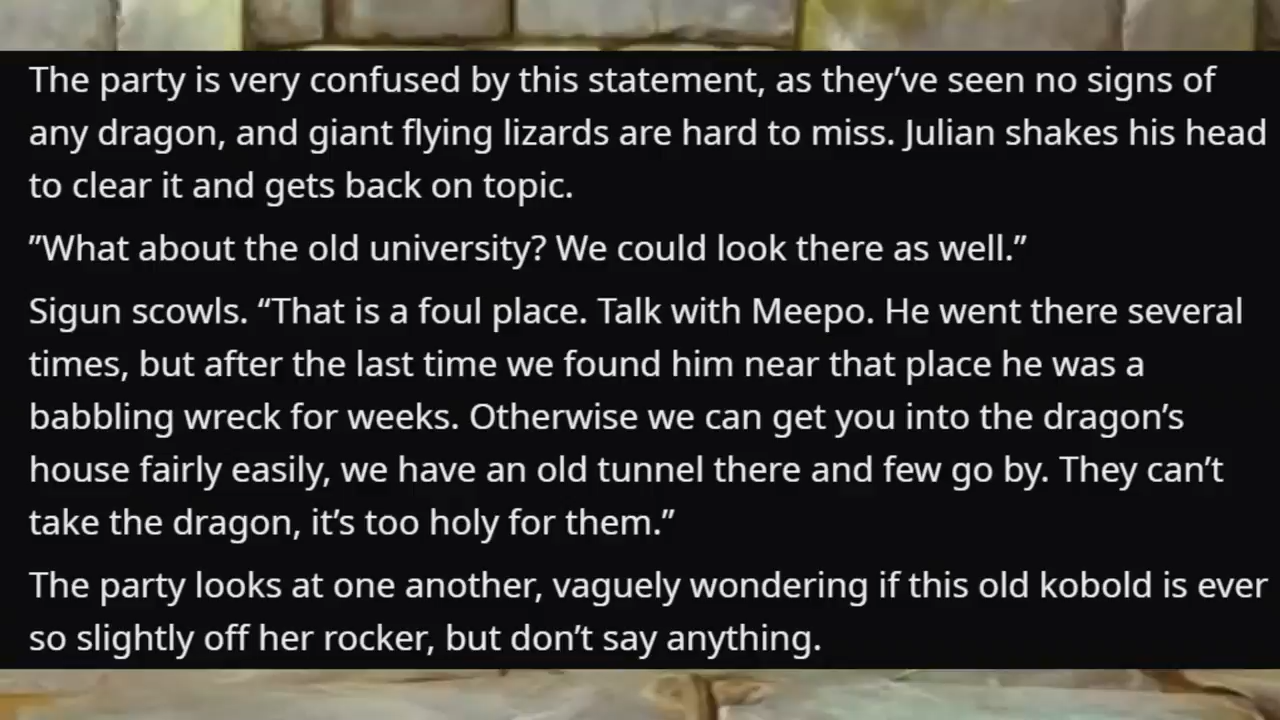 The party is very confused by this statement, as they’ve seen no signs of
any dragon, and giant flying lizards are hard to miss. Julian shakes his head
to clear it and gets back on topic.
”What about the old university? We could look there as well.”
Sigun scowls. “That is a foul place. Talk with Meepo. He went there several
times, but after the last time we found him near that place he was a
babbling wreck for weeks. Otherwise we can get you into the dragon’s
house fairly easily, we have an old tunnel there and few go by. They can’t
take the dragon, it’s too holy for them.”
The party looks at one another, vaguely wondering if this old kobold is ever
so slightly off her rocker, but don’t say anything.